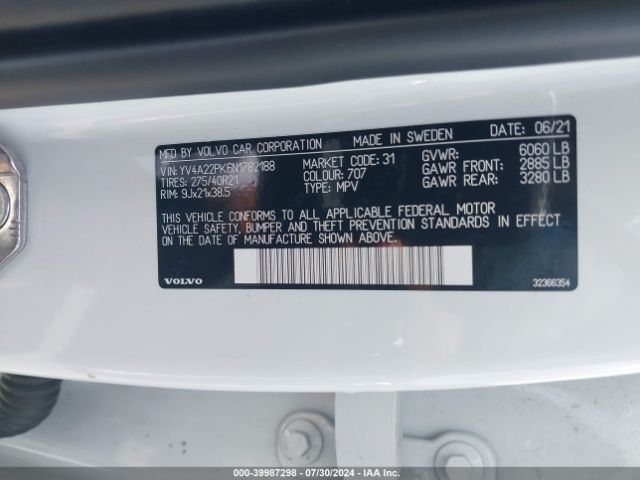 MFD BY VOLVO CAR CORPORATION MADE IN SWEDEN DATE: 06/21
VIN: YV4A22PK6N1782188 MARKET CODE: 31 GVWR: 6060 LB
TIRES: 275/40R21 COLOUR: 707 GAWR FRONT: 2885 LB
RIM: 9Jx21x38.5 TYPE: MPV GAWR REAR: 3280 LB
THIS VEHICLE CONFORMS TO ALL APPLICABLE FEDERAL MOTOR
VEHICLE SAFETY, BUMPER AND THEFT PREVENTION STANDARDS IN EFFECT
ON THE DATE OF MANUFACTURE SHOWN ABOVE.
VOLVO 32366354
000-39987298 - 07/30/2024 - IAA Inc.